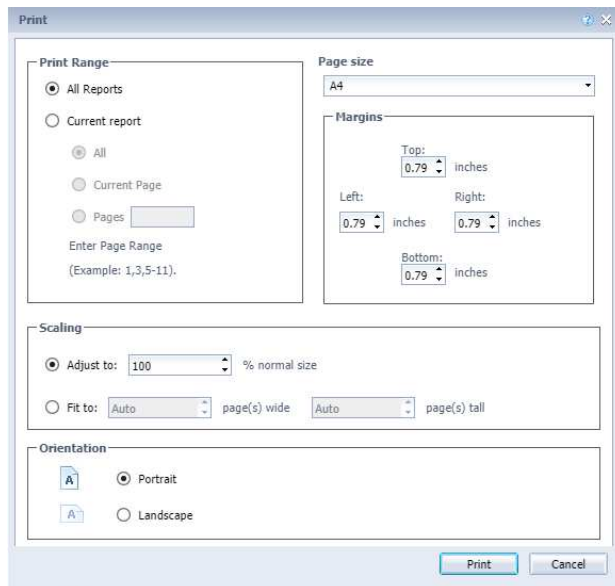 Print
Print Range
All Reports
Current report
All
Current Page
Pages
Enter Page Range
(Example: 1,3,5-11).
Page size
A4
Margins
Top:
0.79 inches
Left: Right:
0.79 inches 0.79 inches
Bottom:
0.79 inches
Scaling
Adjust to: 100 % normal size
Fit to: Auto page(s) wide Auto page(s) tall
Orientation
A Portrait
A Landscape
Print Cancel